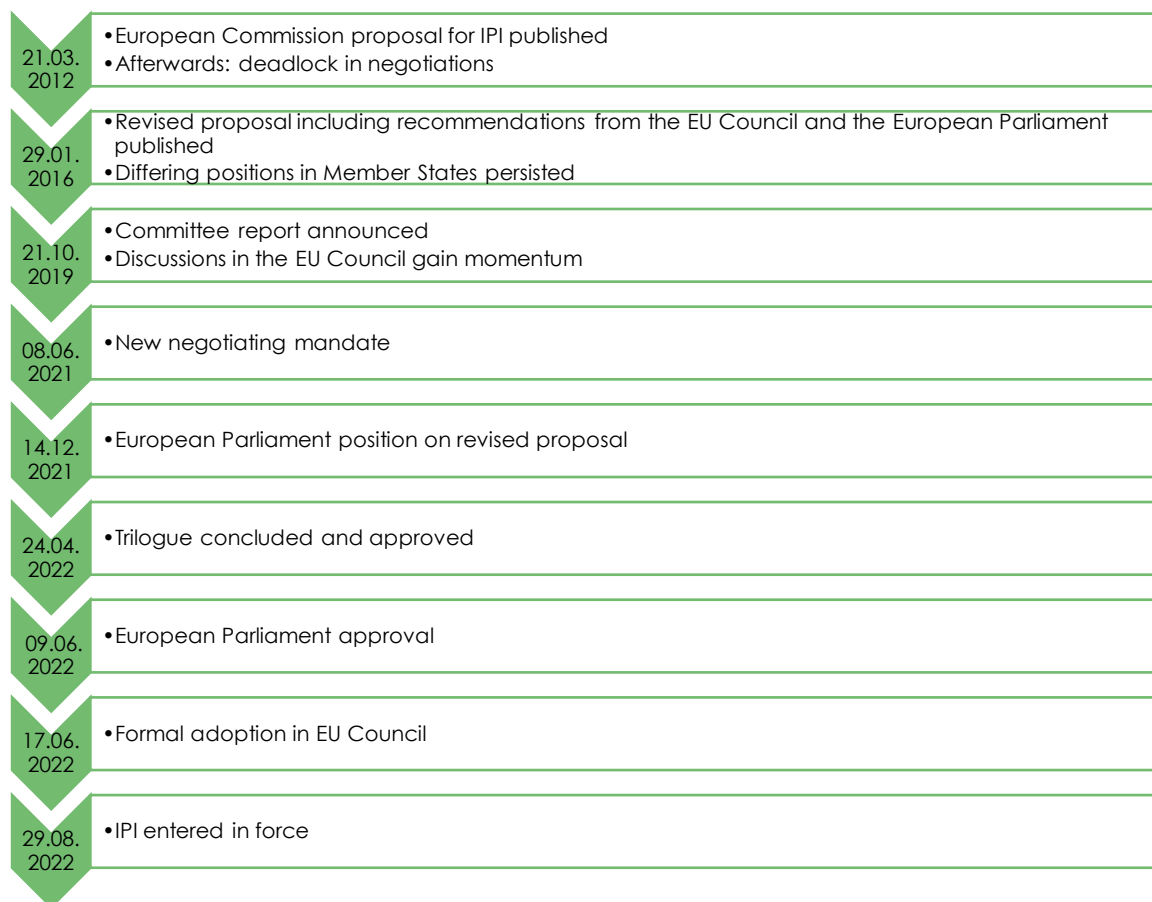 21.03.
2012
•European Commission proposal for IPI published
•Afterwards: deadlock in negotiations
29.01.
2016
•Revised proposal including recommendations from the EU Council and the European Parliament
published
•Differing positions in Member States persisted
21.10.
2019
•Committee report announced
•Discussions in the EU Council gain momentum
08.06.
2021
•New negotiating mandate
14.12.
2021
•European Parliament position on revised proposal
24.04.
2022
•Trilogue concluded and approved
09.06.
2022
•European Parliament approval
17.06.
2022
•Formal adoption in EU Council
29.08.
2022
•IPI entered in force